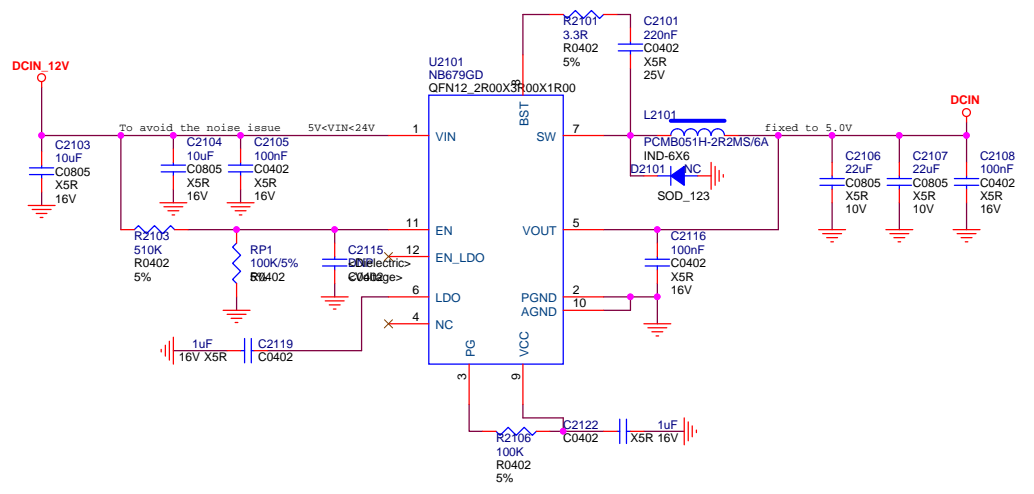 DCIN_12V
C2103
10uF
C0805
X5R
16V
To avoid the noise issue
5V<VIN<24V
C2104
10uF
C0805
X5R
16V
C2105
100nF
C0402
X5R
16V
R2103
510K
R0402
5%
RP1
100K/5%
R0402
C2115
C0402
1uF
16V X5R
C2119
C0402
U2101
NB679GD
QFN12_2R00X3R00X1R00
1
VIN
11
EN
12
EN_LDO
6
LDO
4
NC
3
PG
9
VCC
8
BST
7
SW
5
VOUT
2
PGND
10
AGND
R2101
3.3R
R0402
5%
C2101
220nF
C0402
X5R
25V
L2101
PCMB051H-2R2MS/6A
IND-6X6
D2101
NC
SOD_123
fixed to 5.0V
DCIN
C2106
22uF
C0805
X5R
10V
C2107
22uF
C0805
X5R
10V
C2108
100nF
C0402
X5R
16V
C2116
100nF
C0402
X5R
16V
R2106
100K
R0402
5%
C2122
C0402
1uF
X5R 16V